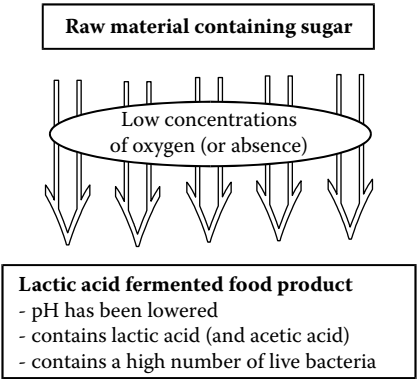 Raw material containing sugar
Low concentrations
of oxygen (or absence)
Lactic acid fermented food product
- pH has been lowered
- contains lactic acid (and acetic acid)
- contains a high number of live bacteria